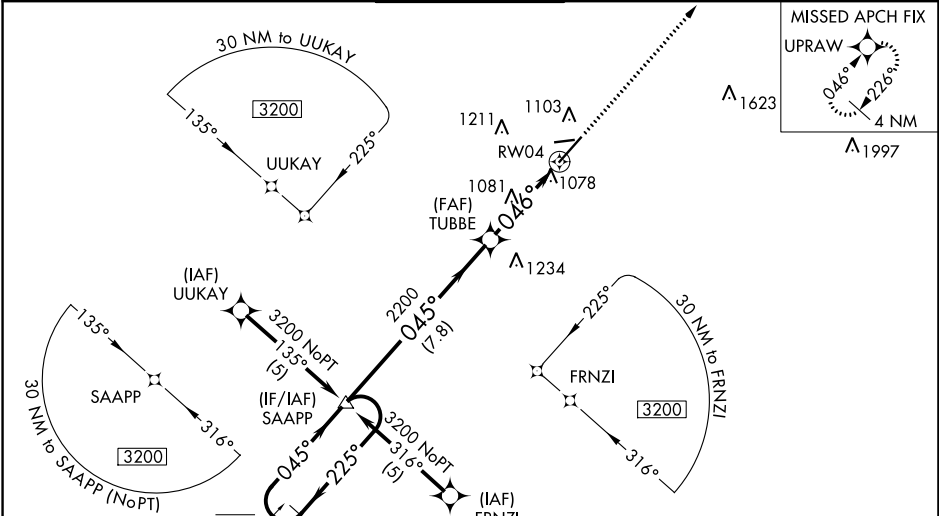 MISSED APCH FIX
UPRAW
046°
226°
4 NM
30 NM to UUKAY
3200
135°
225°
UUKAY
1623
1997
1211
1103
RW04
1081
1078
046°
(FAF)
TUBBE
1234
2200
045°
(7.8)
(IAF)
UUKAY
3200 NoPT
135°
(5)
(IF/IAF)
SAAPP
045°
225°
3200 NoPT
316°
(5)
(IAF)
FRNZI
135°
SAAPP
316°
3200
30 NM to SAAPP (NoPT)
225°
30 NM to FRNZI
FRNZI
3200
316°